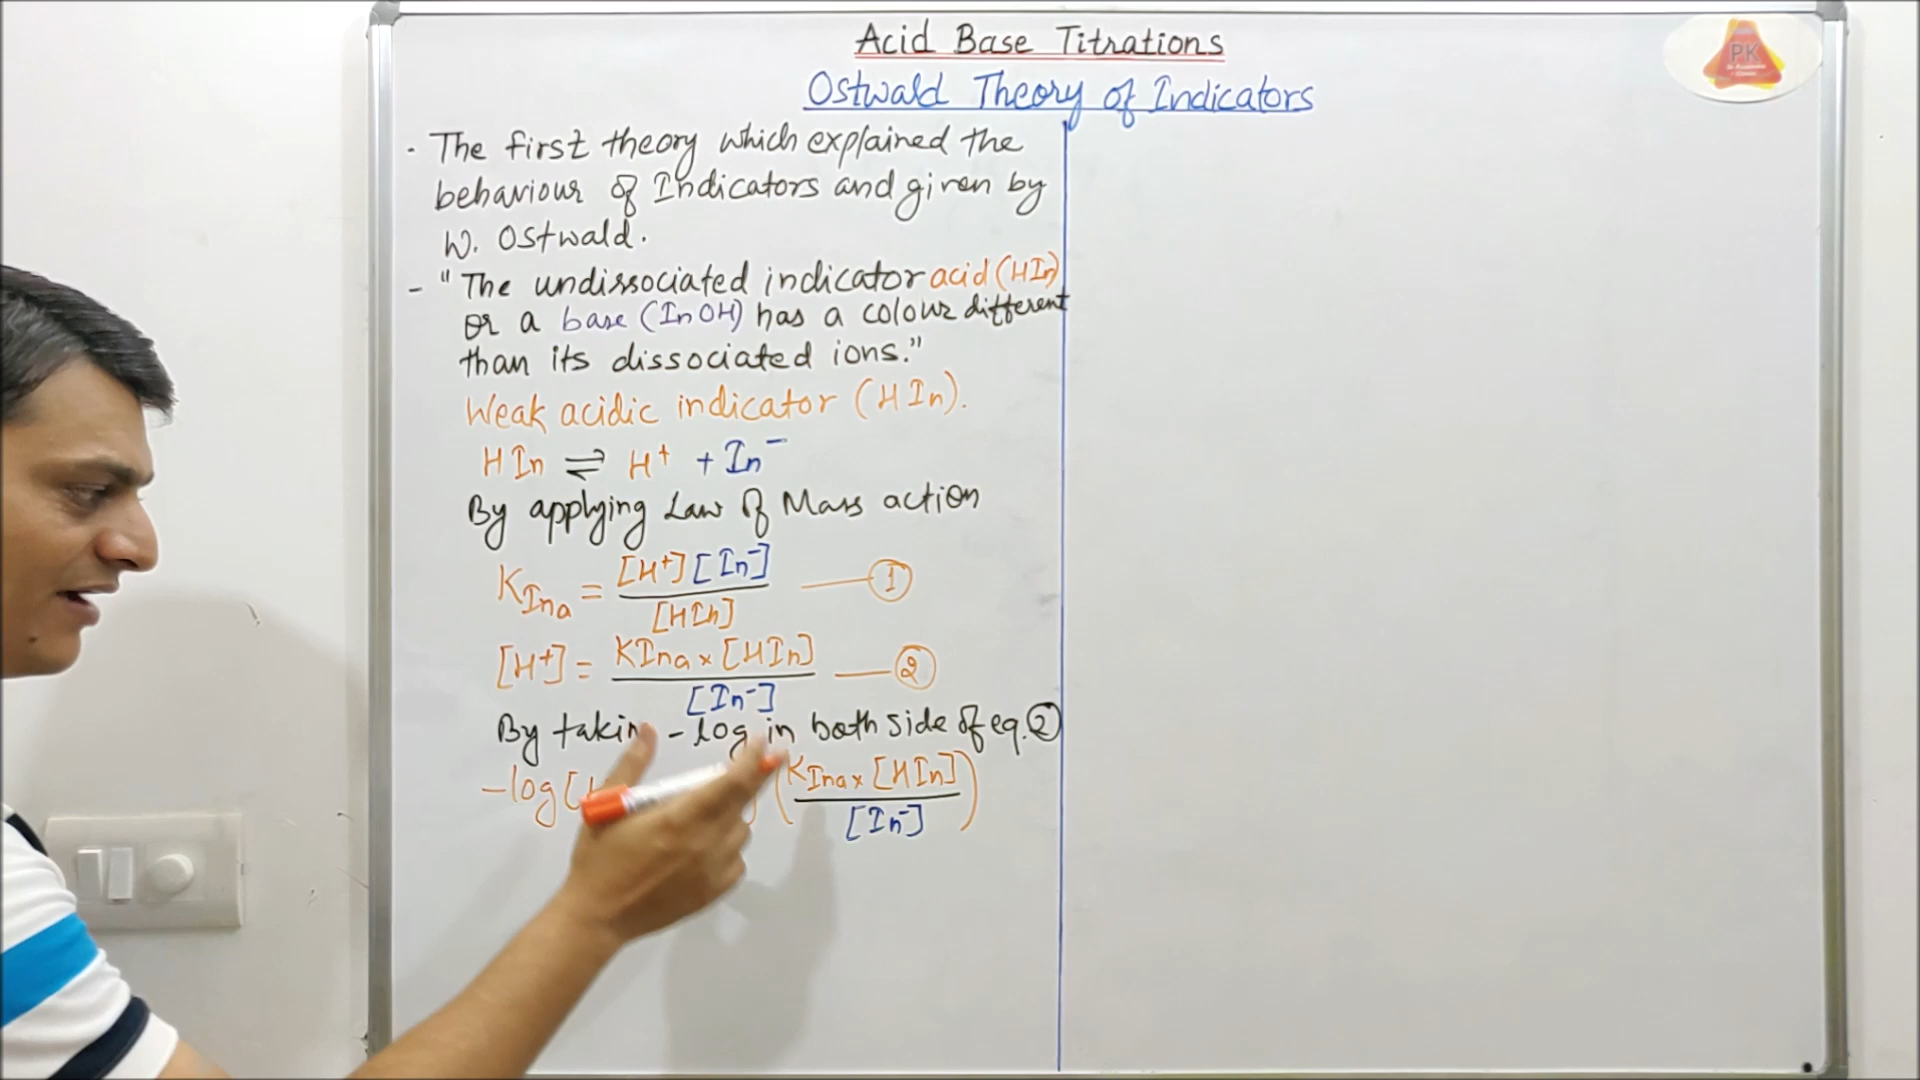 Acid Base Titrations
Ostwald Theory of Indicators
PK
. The first theory which explained the
behaviour of Indicators and given by
W. Ostwald.
- "The undissociated indicator acid (HIn)
or a base (InOH) has a colour different
than its dissociated ions."
Weak acidic indicator (HIn).
HIn ⇌ H⁺ + In⁻
By applying Law of Mass action
K_Ina = [H⁺][In⁻] / [HIn] —— ①
[H⁺] = KIna × [HIn] / [In⁻] —— ②
By takin - log in both side of eq. ②
-log [H (K_Ina × [HIn] / [In⁻])